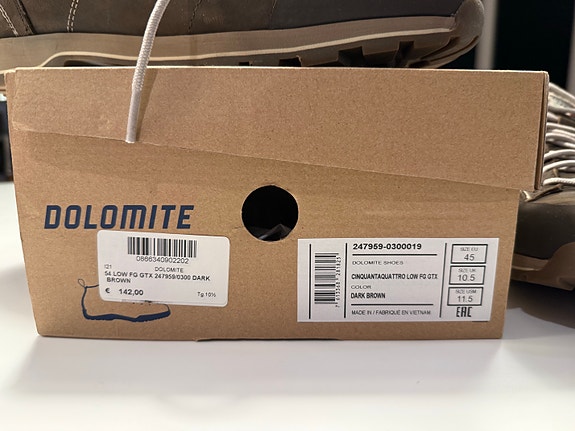 DOLOMITE
0866340902202
121
DOLOMITE
54 LOW FG GTX 247959/0300 DARK
BROWN
€ 142,00
Tg 10½
247959-0300019
DOLOMITE SHOES
CINQUANTAQUATTRO LOW FG GTX
COLOR
DARK BROWN
MADE IN / FABRIQUÉ EN VIETNAM
SIZE EU
45
SIZE UK
10.5
SIZE USM
11.5
EAC